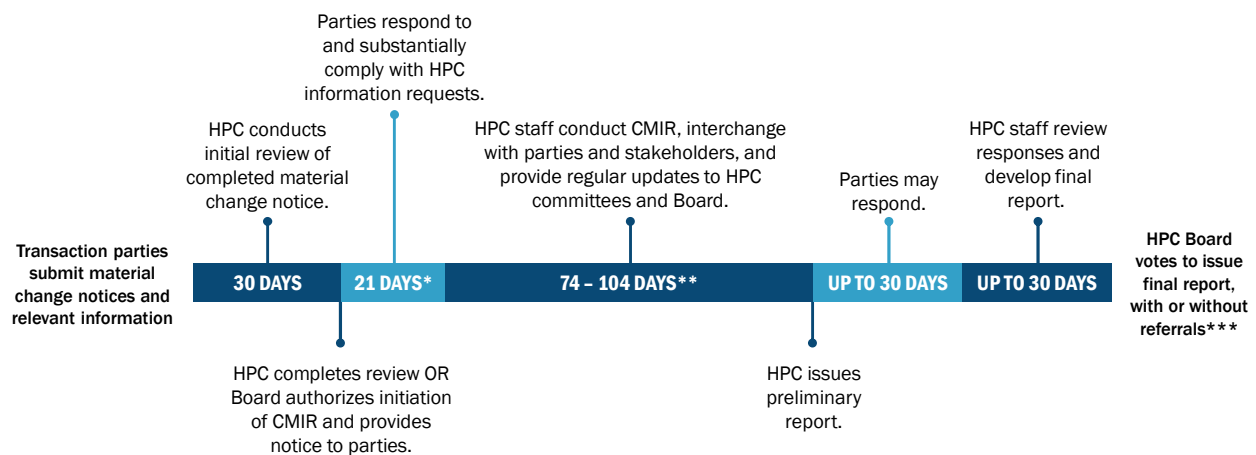 Parties respond to
and substantially
comply with HPC
information requests.
HPC conducts
initial review of
completed material
change notice.
HPC staff conduct CMIR, interchange
with parties and stakeholders, and
provide regular updates to HPC
committees and Board.
Parties may
respond.
HPC staff review
responses and
develop final
report.
Transaction parties
submit material
change notices and
relevant information
30 DAYS
21 DAYS*
74 – 104 DAYS**
UP TO 30 DAYS
UP TO 30 DAYS
HPC Board
votes to issue
final report,
with or without
referrals***
HPC completes review OR
Board authorizes initiation
of CMIR and provides
notice to parties.
HPC issues
preliminary
report.